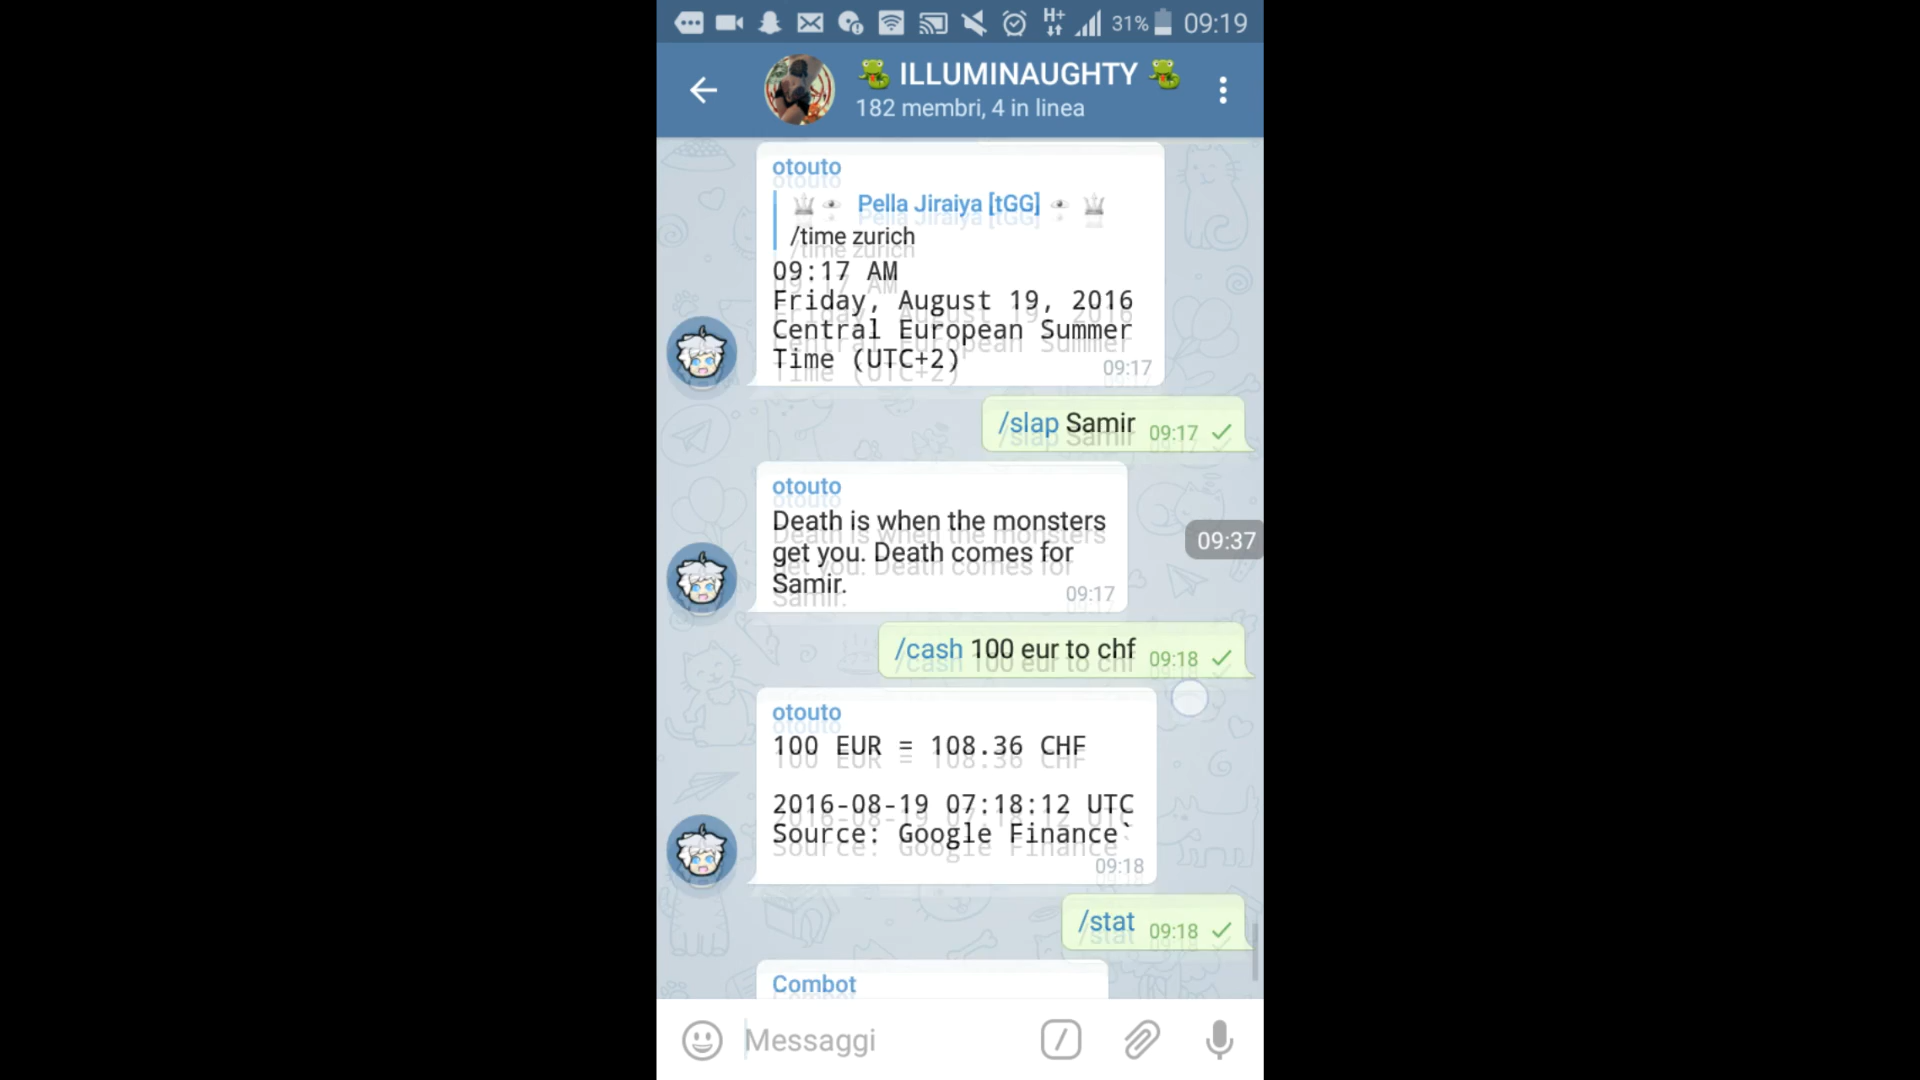 H+ 31% 09:19
ILLUMINAUGHTY
182 membri, 4 in linea
otouto
Pella Jiraiya [tGG]
/time zurich
09:17 AM
Friday, August 19, 2016
Central European Summer
Time (UTC+2)
09:17
/slap Samir 09:17
otouto
Death is when the monsters
get you. Death comes for
Samir.
09:17
09:37
/cash 100 eur to chf 09:18
otouto
100 EUR = 108.36 CHF
2016-08-19 07:18:12 UTC
Source: Google Finance`
09:18
/stat 09:18
Combot
Messaggi